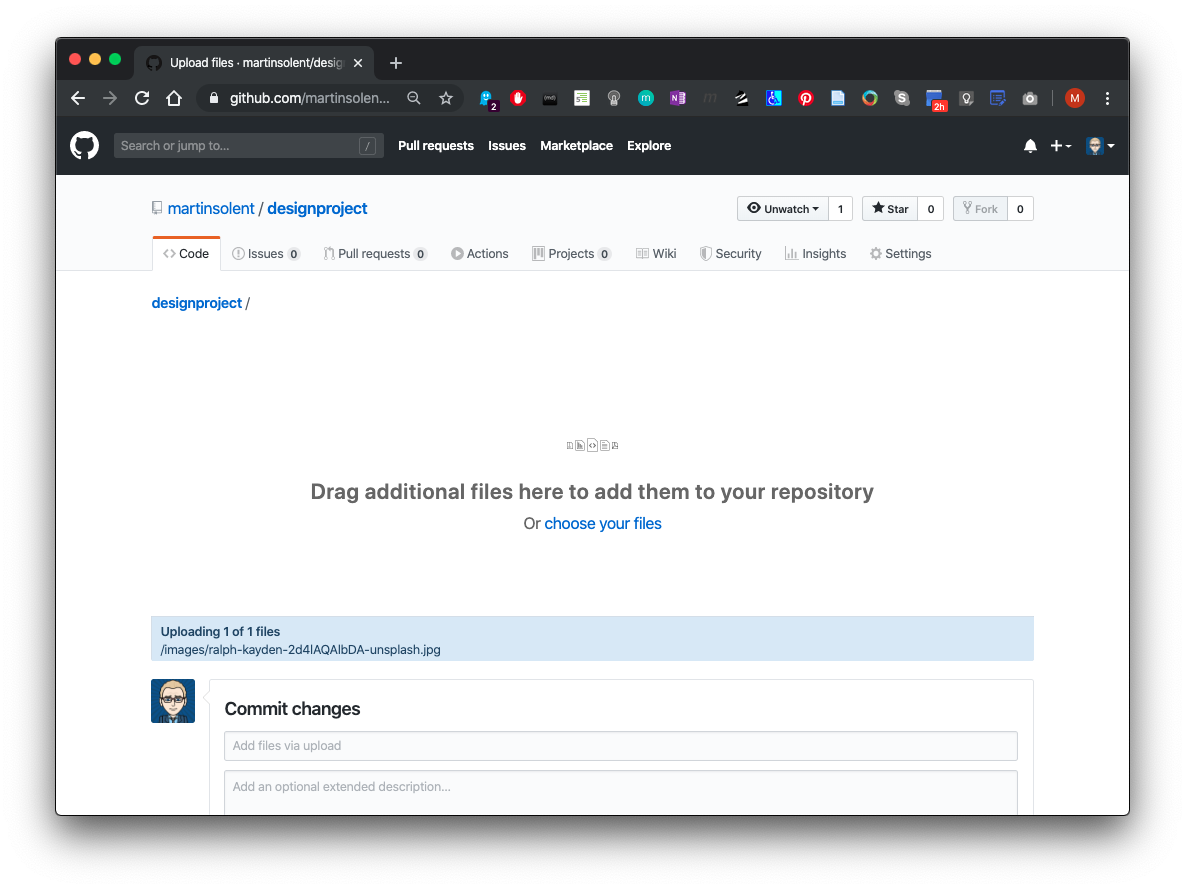 Upload files · martinsolent/desig
github.com/martinsolen...
2
2h
M
Search or jump to...
/
Pull requests Issues Marketplace Explore
martinsolent / designproject
Unwatch 1 Star 0 Fork 0
Code Issues 0 Pull requests 0 Actions Projects 0 Wiki Security Insights Settings
designproject /
Drag additional files here to add them to your repository
Or choose your files
Uploading 1 of 1 files
/images/ralph-kayden-2d4lAQAlbDA-unsplash.jpg
Commit changes
Add files via upload
Add an optional extended description...